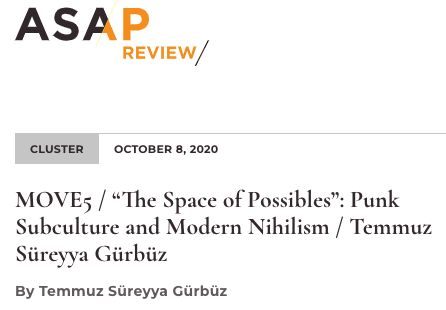 ASAP
REVIEW/
CLUSTER OCTOBER 8, 2020
MOVE5 / “The Space of Possibles”: Punk
Subculture and Modern Nihilism / Temmuz
Süreyya Gürbüz
By Temmuz Süreyya Gürbüz